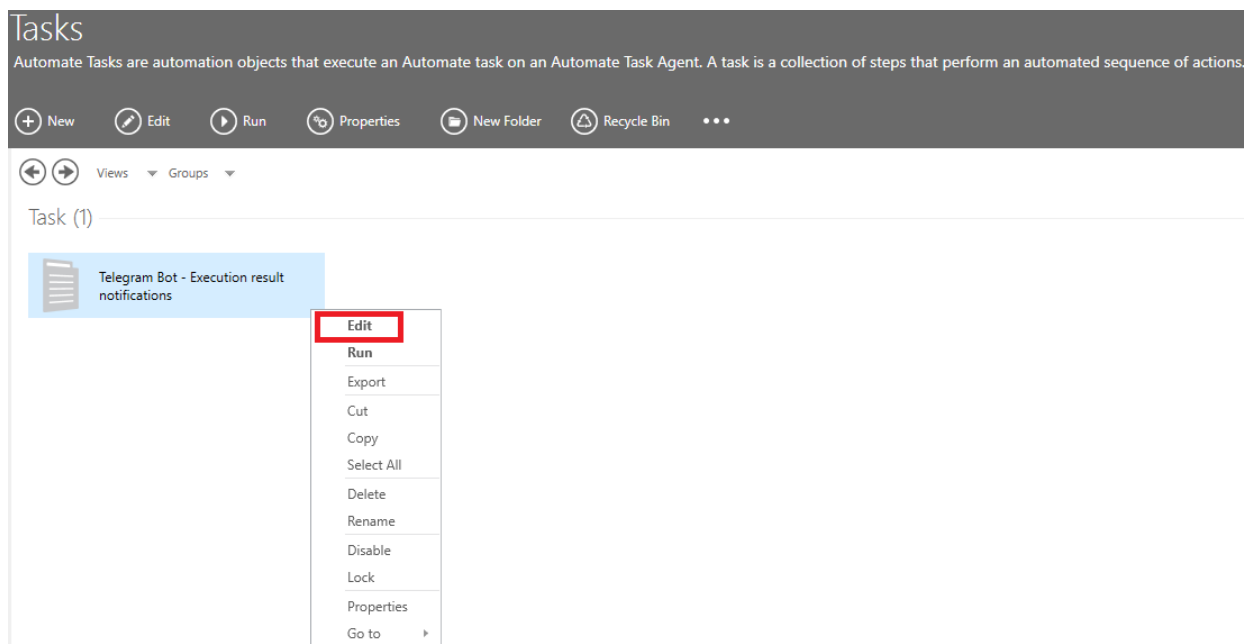 Tasks
Automate Tasks are automation objects that execute an Automate task on an Automate Task Agent. A task is a collection of steps that perform an automated sequence of actions.
New Edit Run Properties New Folder Recycle Bin •••
Views Groups
Task (1)
Telegram Bot - Execution result
notifications
Edit
Run
Export
Cut
Copy
Select All
Delete
Rename
Disable
Lock
Properties
Go to